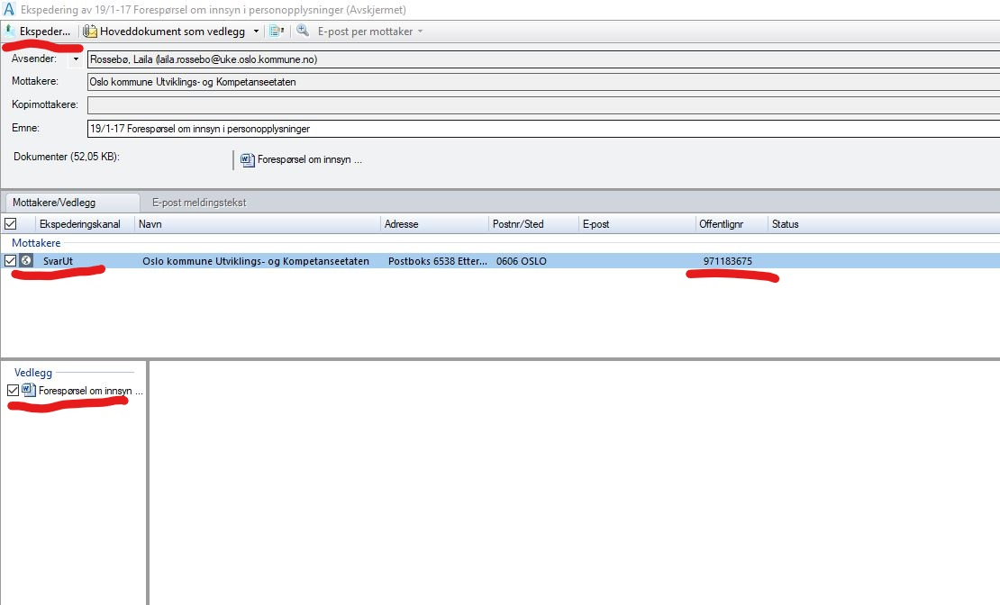 Ekspedering av 19/1-17 Forespørsel om innsyn i personopplysninger (Avskjermet)
Ekspeder... Hoveddokument som vedlegg E-post per mottaker
Avsender: Rossebø, Laila (laila.rossebo@uke.oslo.kommune.no)
Mottakere: Oslo kommune Utviklings- og Kompetanseetaten
Kopimottakere:
Emne: 19/1-17 Forespørsel om innsyn i personopplysninger
Dokumenter (52,05 KB): Forespørsel om innsyn ...
Mottakere/Vedlegg E-post meldingstekst
Ekspederingskanal Navn Adresse Postnr/Sted E-post Offentlignr Status
Mottakere
SvarUt Oslo kommune Utviklings- og Kompetanseetaten Postboks 6538 Etter... 0606 OSLO 971183675
Vedlegg
Forespørsel om innsyn ...